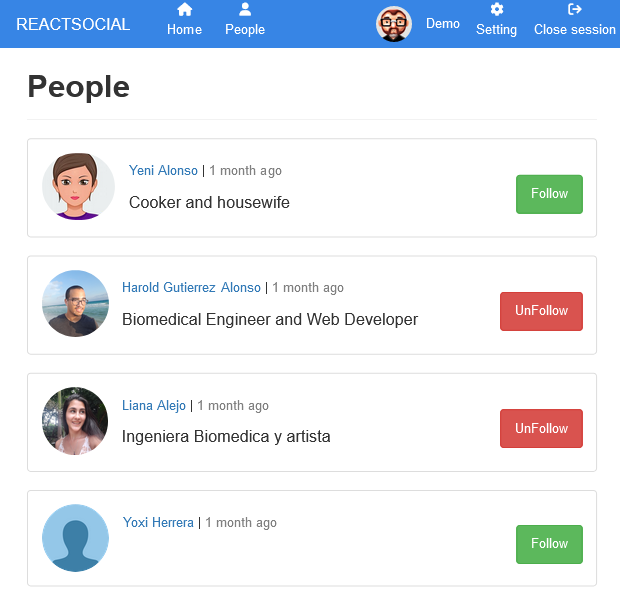 REACTSOCIAL
Home
People
Demo
Setting
Close session
People
Yeni Alonso | 1 month ago
Cooker and housewife
Follow
Harold Gutierrez Alonso | 1 month ago
Biomedical Engineer and Web Developer
UnFollow
Liana Alejo | 1 month ago
Ingeniera Biomedica y artista
UnFollow
Yoxi Herrera | 1 month ago
Follow